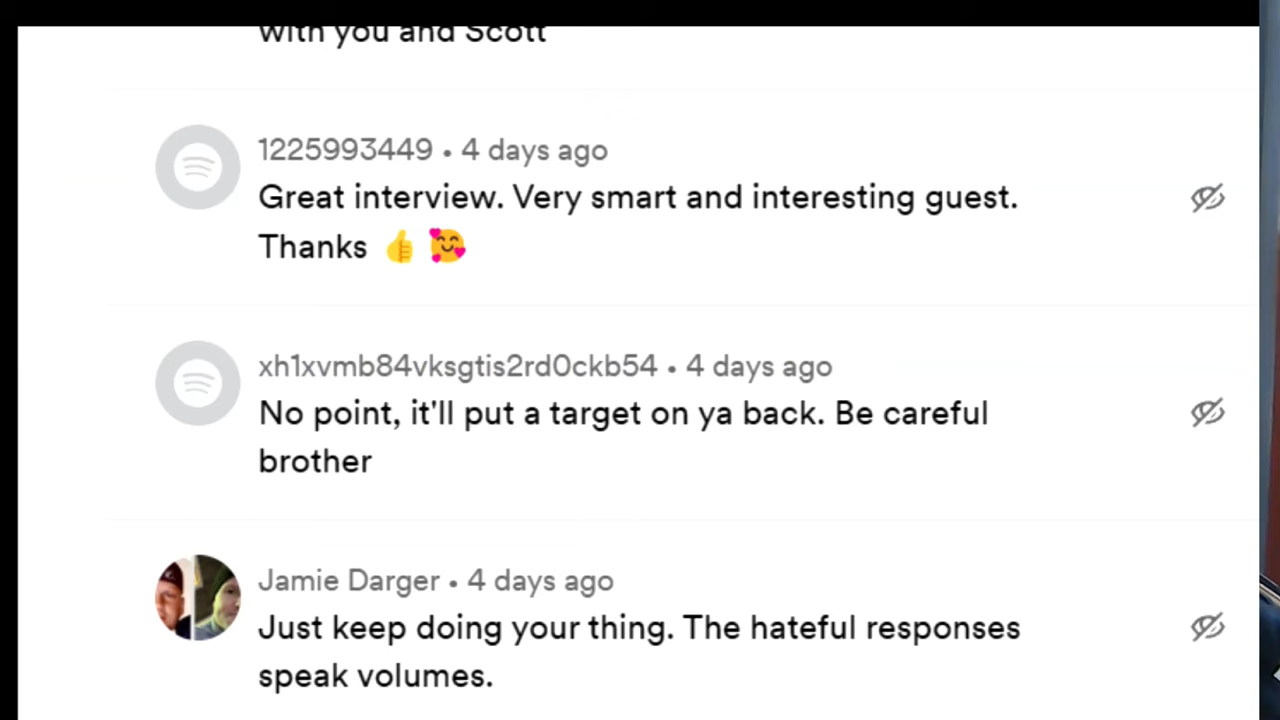 with you and Scott
1225993449 • 4 days ago
Great interview. Very smart and interesting guest.
Thanks 👍 🥰
xh1xvmb84vksgtis2rd0ckb54 • 4 days ago
No point, it'll put a target on ya back. Be careful
brother
Jamie Darger • 4 days ago
Just keep doing your thing. The hateful responses
speak volumes.